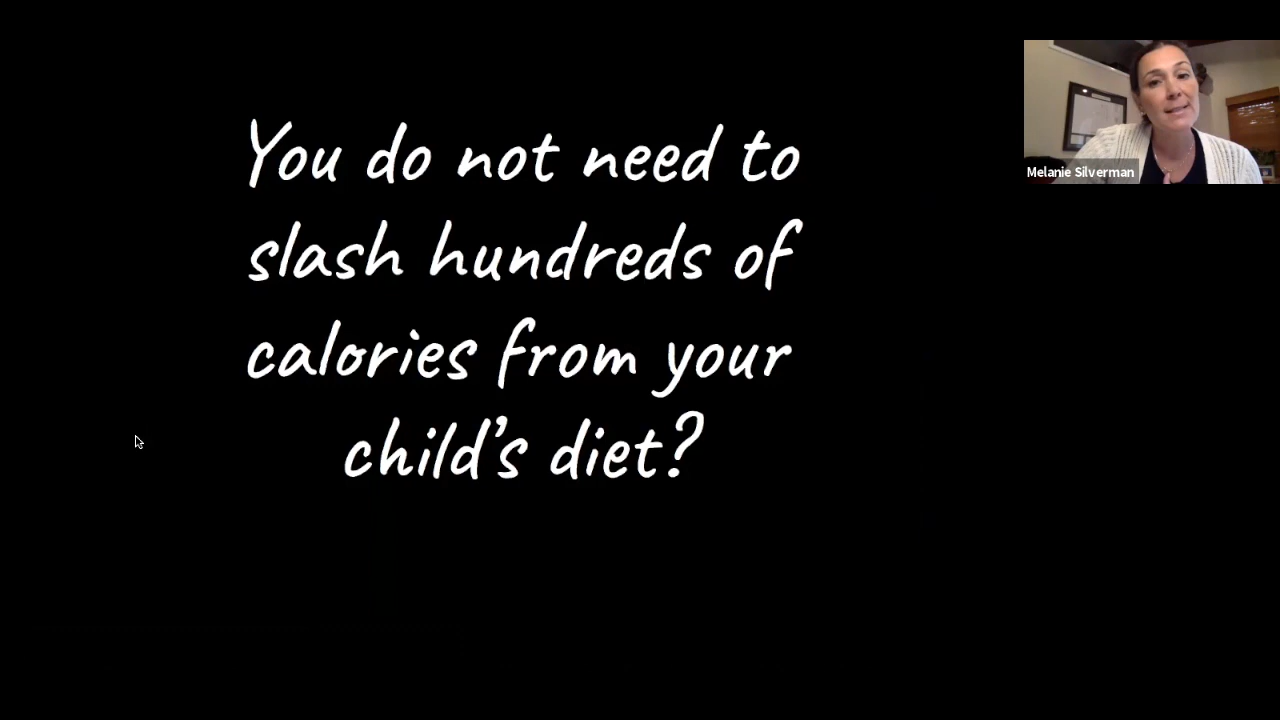 You do not need to
slash hundreds of
calories from your
child's diet?
Melanie Silverman